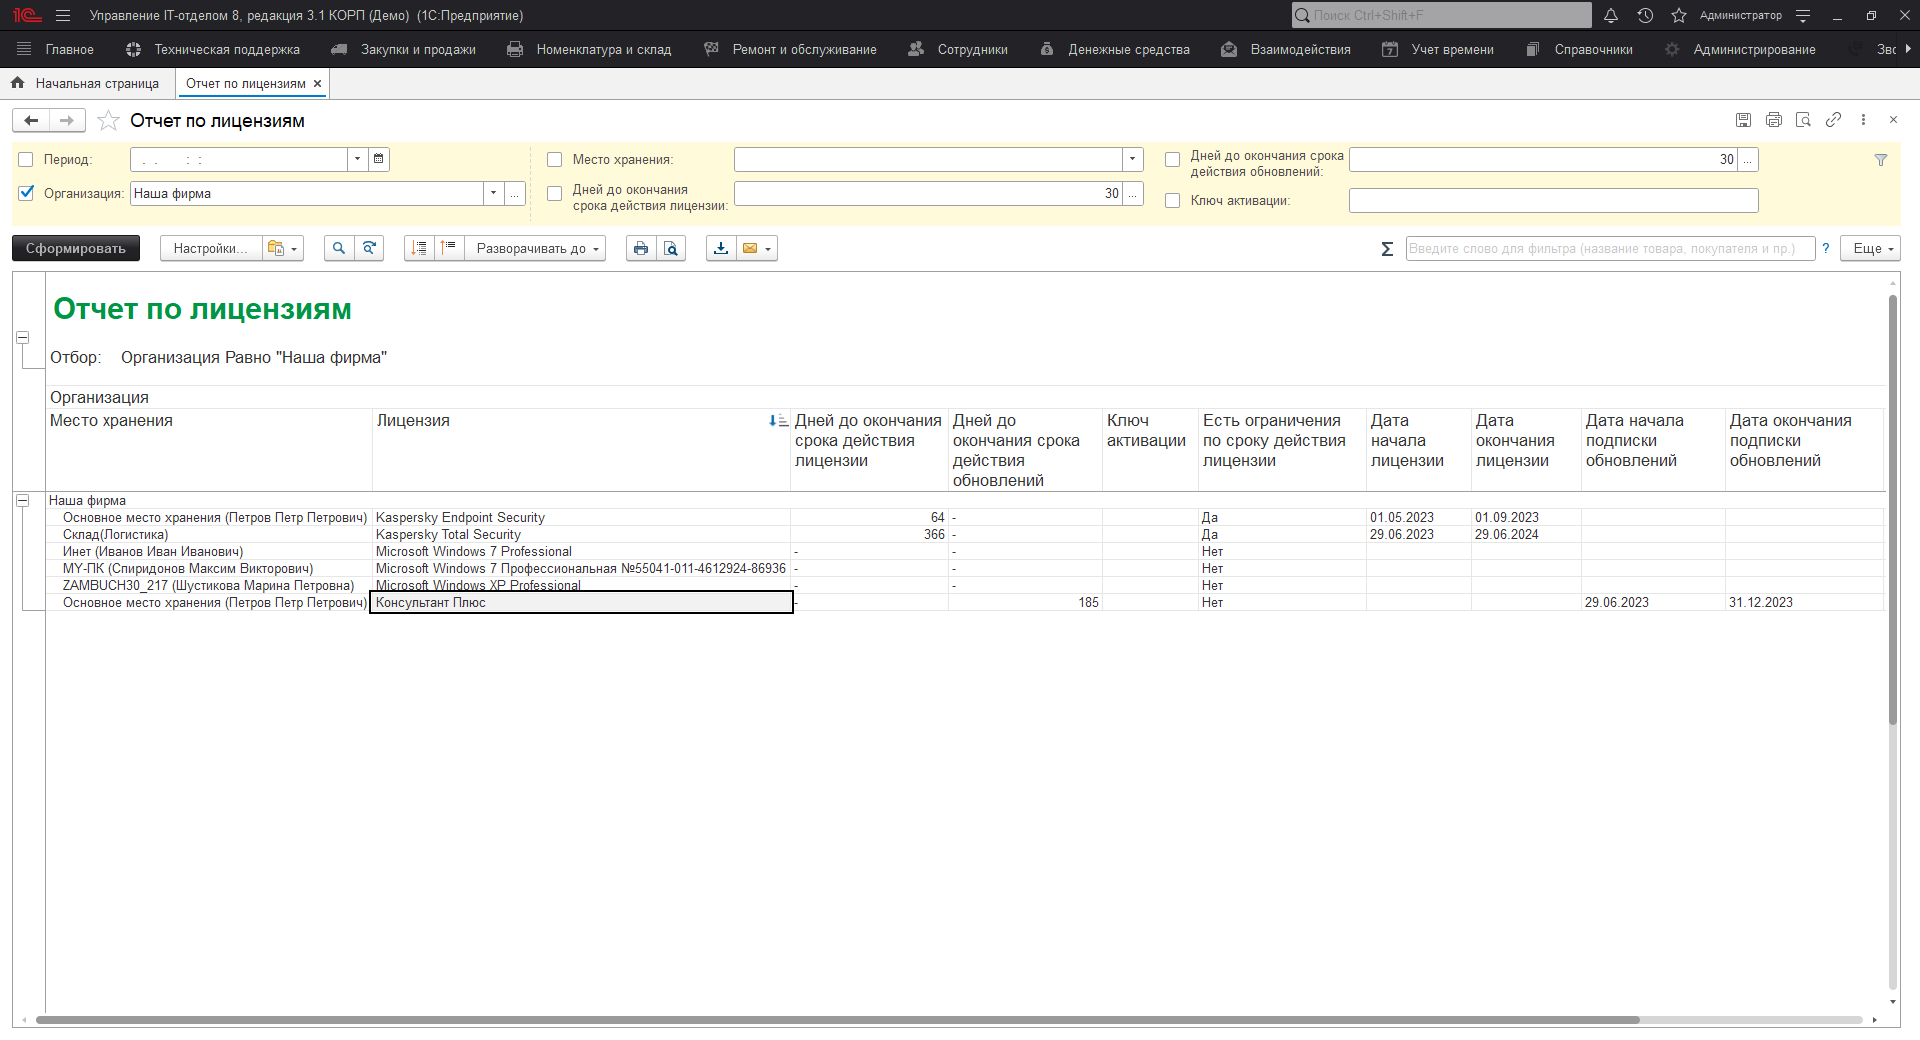 Управление IT-отделом 8, редакция 3.1 КОРП (Демо) (1С:Предприятие)
Поиск Ctrl+Shift+F
Администратор
Главное
Техническая поддержка
Закупки и продажи
Номенклатура и склад
Ремонт и обслуживание
Сотрудники
Денежные средства
Взаимодействия
Учет времени
Справочники
Администрирование
Звс
Начальная страница
Отчет по лицензиям
Отчет по лицензиям
Период: . . : :
Место хранения:
Дней до окончания срока действия обновлений: 30 ...
Организация: Наша фирма ...
Дней до окончания срока действия лицензии: 30 ...
Ключ активации:
Сформировать
Настройки...
Разворачивать до
Σ
Введите слово для фильтра (название товара, покупателя и пр.)
?
Еще
Отчет по лицензиям
Отбор: Организация Равно "Наша фирма"
Организация
Место хранения
Лицензия
Дней до окончания срока действия лицензии
Дней до окончания срока действия обновлений
Ключ активации
Есть ограничения по сроку действия лицензии
Дата начала лицензии
Дата окончания лицензии
Дата начала подписки обновлений
Дата окончания подписки обновлений
Наша фирма
Основное место хранения (Петров Петр Петрович) Kaspersky Endpoint Security 64 - Да 01.05.2023 01.09.2023
Склад(Логистика) Kaspersky Total Security 366 - Да 29.06.2023 29.06.2024
Инет (Иванов Иван Иванович) Microsoft Windows 7 Professional - - Нет
MY-ПК (Спиридонов Максим Викторович) Microsoft Windows 7 Профессиональная №55041-011-4612924-86936 - - Нет
ZAMBUCH30_217 (Шустикова Марина Петровна) Microsoft Windows XP Professional - - Нет
Основное место хранения (Петров Петр Петрович) Консультант Плюс - 185 Нет 29.06.2023 31.12.2023